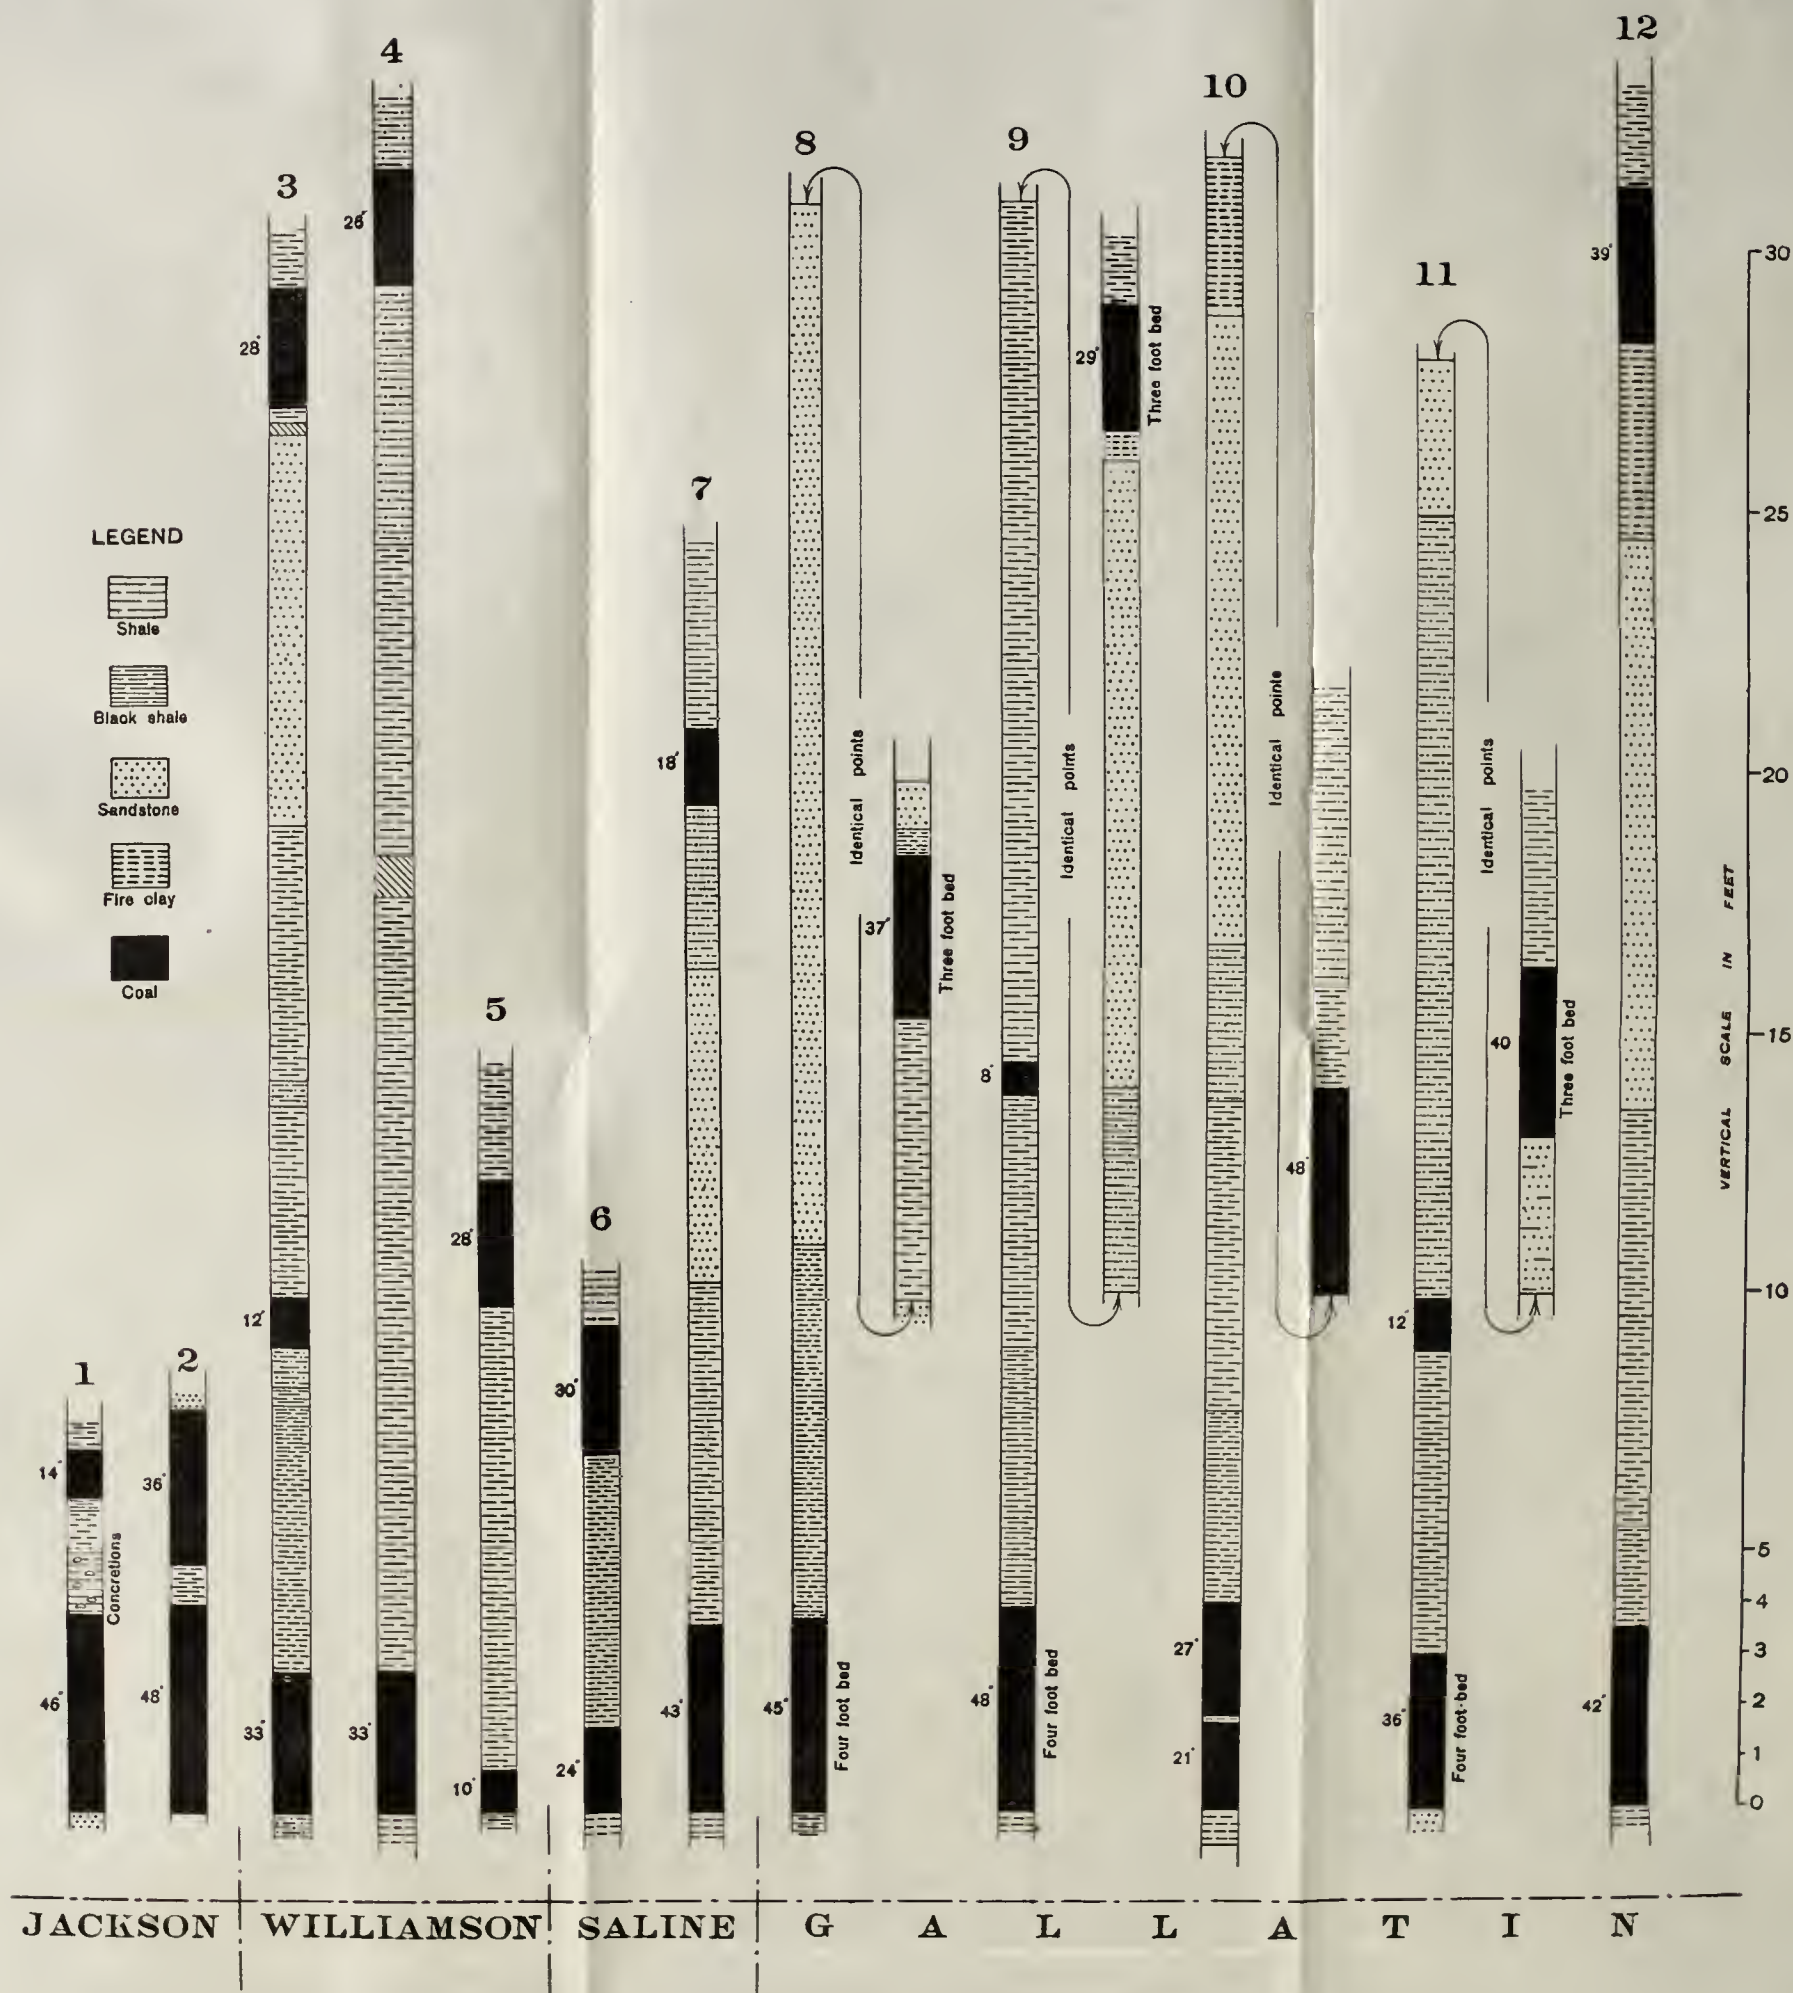 1
2
3
4
5
6
7
8
9
10
11
12
LEGEND
Shale
Black shale
Sandstone
Fire clay
Coal
14"
46"
Concretions
36"
48"
28"
12"
33"
26"
33"
28"
10"
30"
24"
18"
43"
45"
Four foot bed
Identical points
37"
Three foot bed
8"
48"
Four foot bed
Identical points
29"
Three foot bed
27"
21"
Identical points
48"
12"
36"
Four foot bed
Identical points
40
Three foot bed
39"
42"
VERTICAL SCALE IN FEET
30
25
20
15
10
5
4
3
2
1
0
JACKSON WILLIAMSON SALINE GALLATIN